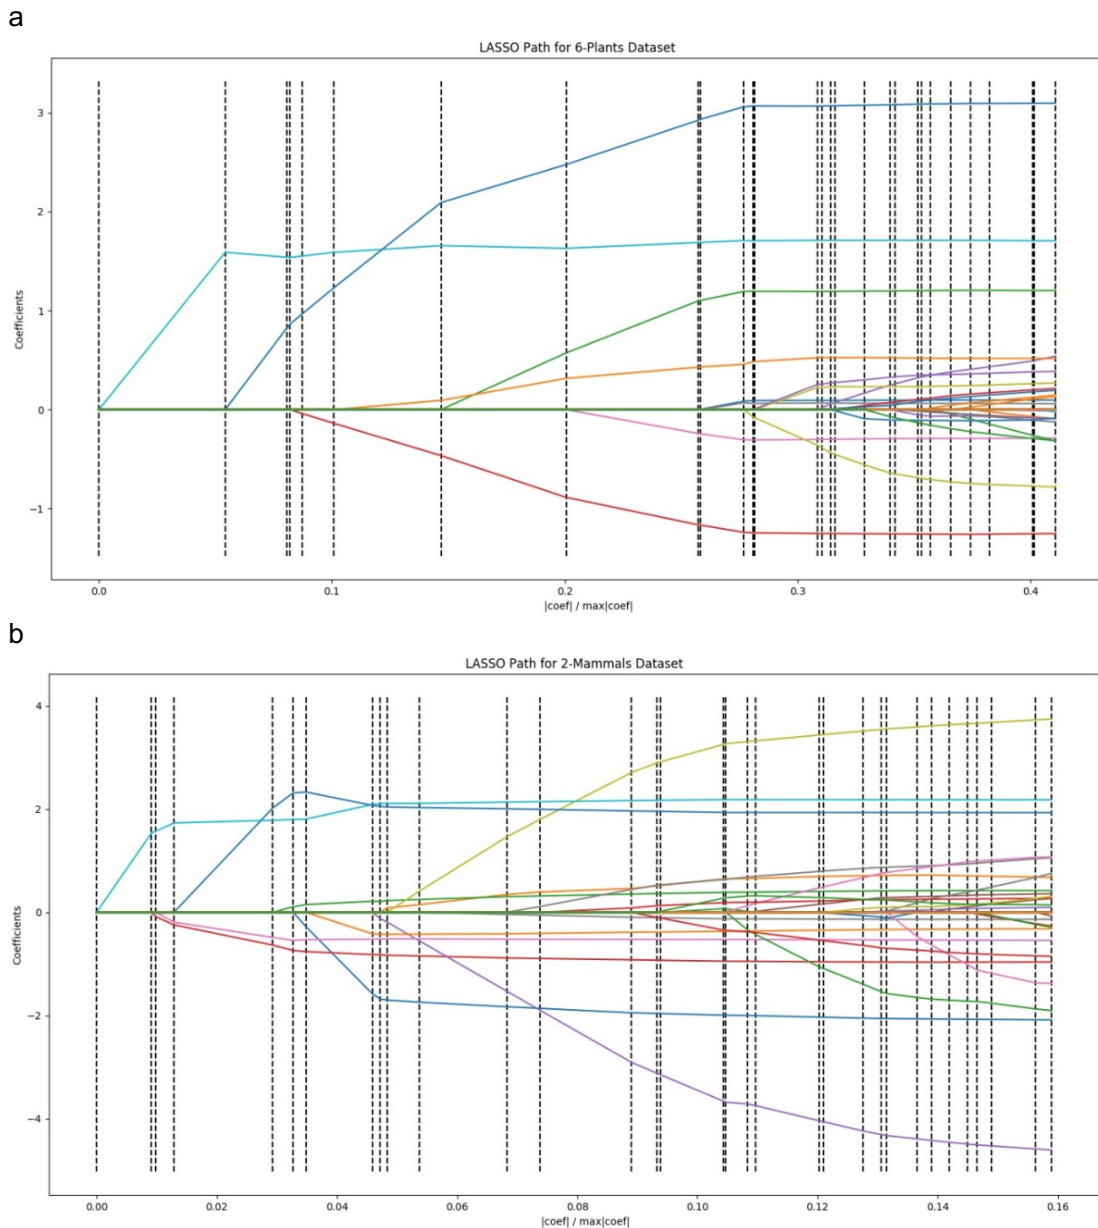 a
LASSO Path for 6-Plants Dataset
3
2
1
0
−1
Coefficients
0.0 0.1 0.2 0.3 0.4
|coef| / max|coef|
b
LASSO Path for 2-Mammals Dataset
4
2
0
−2
−4
Coefficients
0.00 0.02 0.04 0.06 0.08 0.10 0.12 0.14 0.16
|coef| / max|coef|